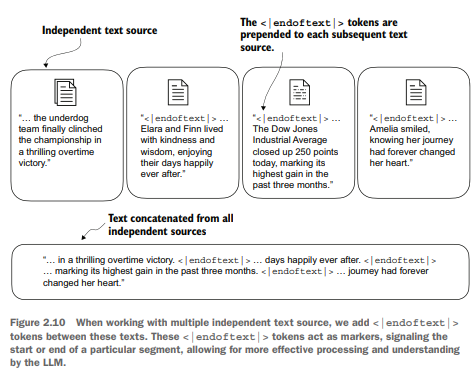 Independent text source
The <|endoftext|> tokens are
prepended to each subsequent text
source.
“... the underdog
team finally clinched
the championship in
a thrilling overtime
victory.”
“<|endoftext|> ...
Elara and Finn lived
with kindness and
wisdom, enjoying
their days happily
ever after.”
“<|endoftext|> ...
The Dow Jones
Industrial Average
closed up 250 points
today, marking its
highest gain in the
past three months.
“<|endoftext|> ...
Amelia smiled,
knowing her journey
had forever changed
her heart.”
Text concatenated from all
independent sources
“... in a thrilling overtime victory. <|endoftext|> ... days happily ever after. <|endoftext|>
... marking its highest gain in the past three months. <|endoftext|> ... journey had forever
changed her heart.”
Figure 2.10 When working with multiple independent text source, we add <|endoftext|>
tokens between these texts. These <|endoftext|> tokens act as markers, signaling the
start or end of a particular segment, allowing for more effective processing and understanding
by the LLM.